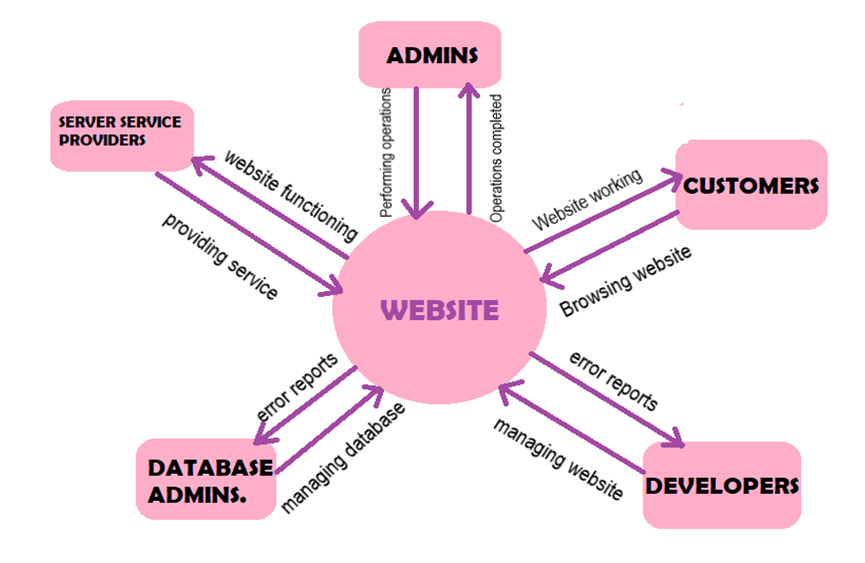 ADMINS
SERVER SERVICE
PROVIDERS
Performing operations
Operations completed
website functioning
providing service
Website working
CUSTOMERS
Browsing website
WEBSITE
error reports
managing database
error reports
managing website
DATABASE
ADMINS.
DEVELOPERS